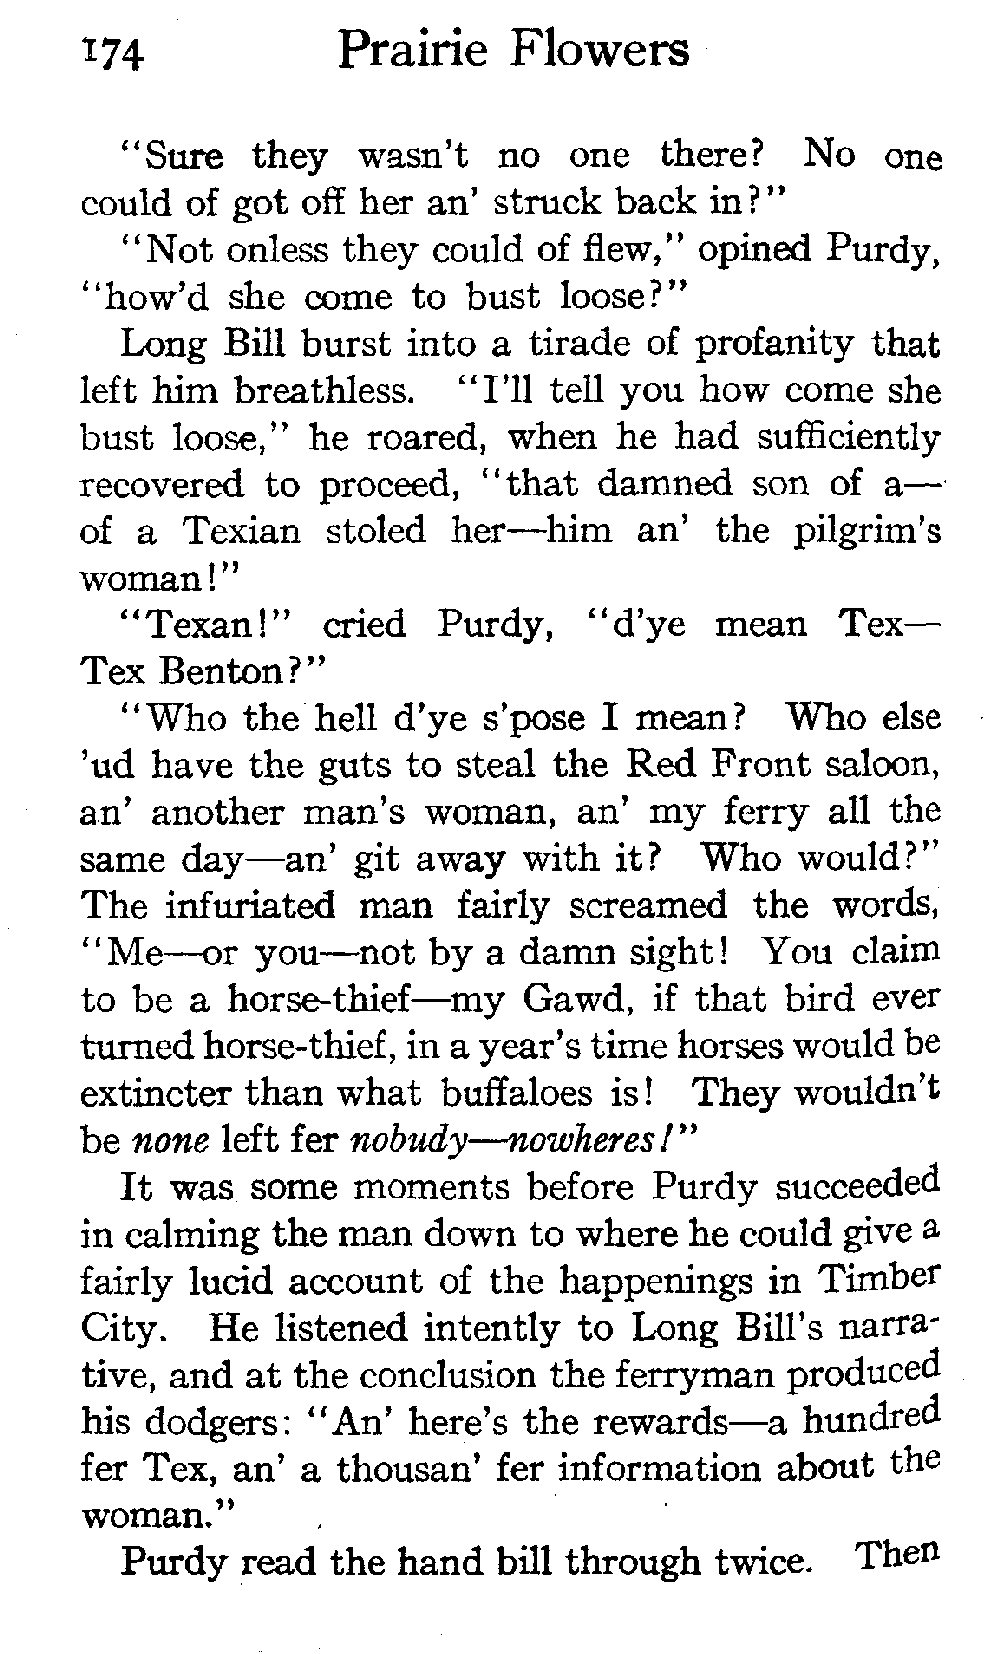 174 Prairie Flowers
"Sure they wasn't no one there? No one
could of got off her an' struck back in?"
"Not onless they could of flew," opined Purdy,
"how'd she come to bust loose?"
Long Bill burst into a tirade of profanity that
left him breathless. "I'll tell you how come she
bust loose," he roared, when he had sufficiently
recovered to proceed, "that damned son of a—
of a Texian stoled her—him an' the pilgrim's
woman!"
"Texan!" cried Purdy, "d'ye mean Tex—
Tex Benton?"
"Who the hell d'ye s'pose I mean? Who else
'ud have the guts to steal the Red Front saloon,
an' another man's woman, an' my ferry all the
same day—an' git away with it? Who would?"
The infuriated man fairly screamed the words,
"Me—or you—not by a damn sight! You claim
to be a horse-thief—my Gawd, if that bird ever
turned horse-thief, in a year's time horses would be
extincter than what buffaloes is! They wouldn't
be none left fer nobudy—nowheres!"
It was some moments before Purdy succeeded
in calming the man down to where he could give a
fairly lucid account of the happenings in Timber
City. He listened intently to Long Bill's narra-
tive, and at the conclusion the ferryman produced
his dodgers: "An' here's the rewards—a hundred
fer Tex, an' a thousan' fer information about the
woman."
Purdy read the hand bill through twice. Then